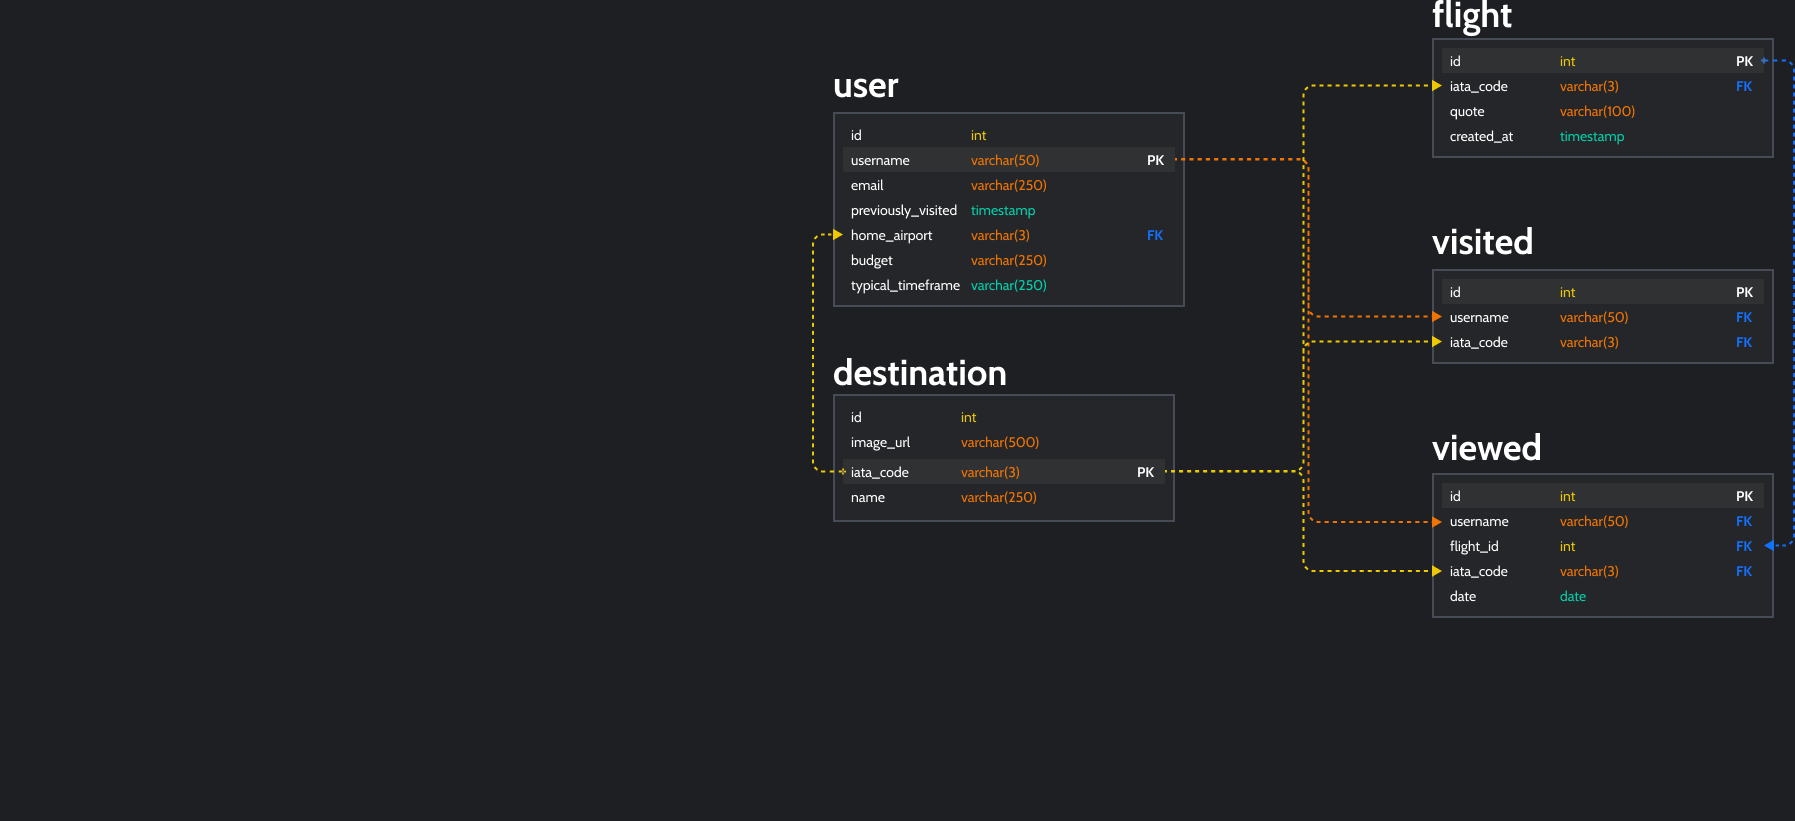 user
id int
username varchar(50) PK
email varchar(250)
previously_visited timestamp
home_airport varchar(3) FK
budget varchar(250)
typical_timeframe varchar(250)
destination
id int
image_url varchar(500)
iata_code varchar(3) PK
name varchar(250)
flight
id int PK
iata_code varchar(3) FK
quote varchar(100)
created_at timestamp
visited
id int PK
username varchar(50) FK
iata_code varchar(3) FK
viewed
id int PK
username varchar(50) FK
flight_id int FK
iata_code varchar(3) FK
date date